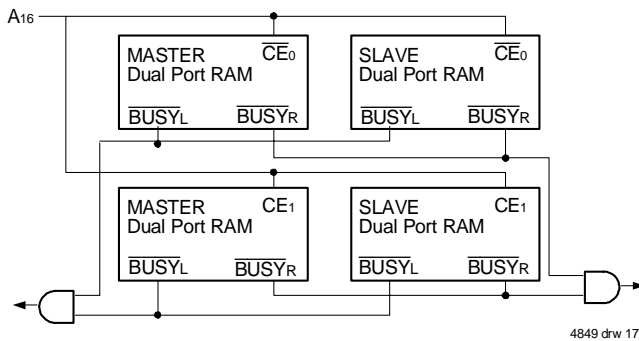 A16
MASTER
Dual Port RAM
CE0
BUSYL
BUSYR
SLAVE
Dual Port RAM
CE0
BUSYL
BUSYR
MASTER
Dual Port RAM
CE1
BUSYL
BUSYR
SLAVE
Dual Port RAM
CE1
BUSYL
BUSYR
4849 drw 17